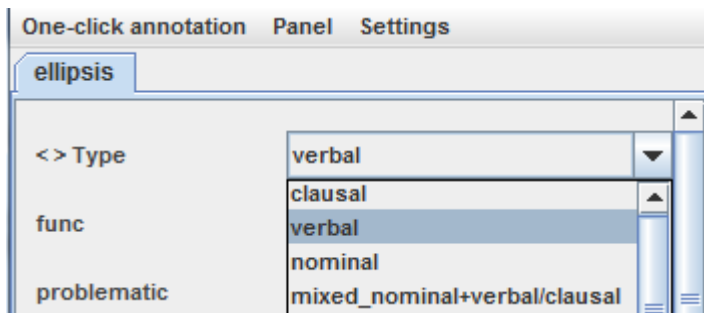 One-click annotation Panel Settings
ellipsis
<> Type verbal
clausal
func verbal
nominal
problematic mixed_nominal+verbal/clausal